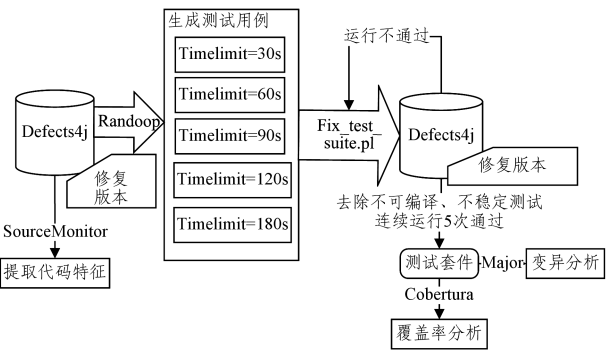 生成测试用例
Timelimit=30s
Timelimit=60s
Timelimit=90s
Timelimit=120s
Timelimit=180s
Defects4j
修复
版本
Randoop
SourceMonitor
提取代码特征
运行不通过
Fix_test_
suite.pl
Defects4j
修复版本
去除不可编译、不稳定测试
连续运行5次通过
测试套件
Major
变异分析
Cobertura
覆盖率分析